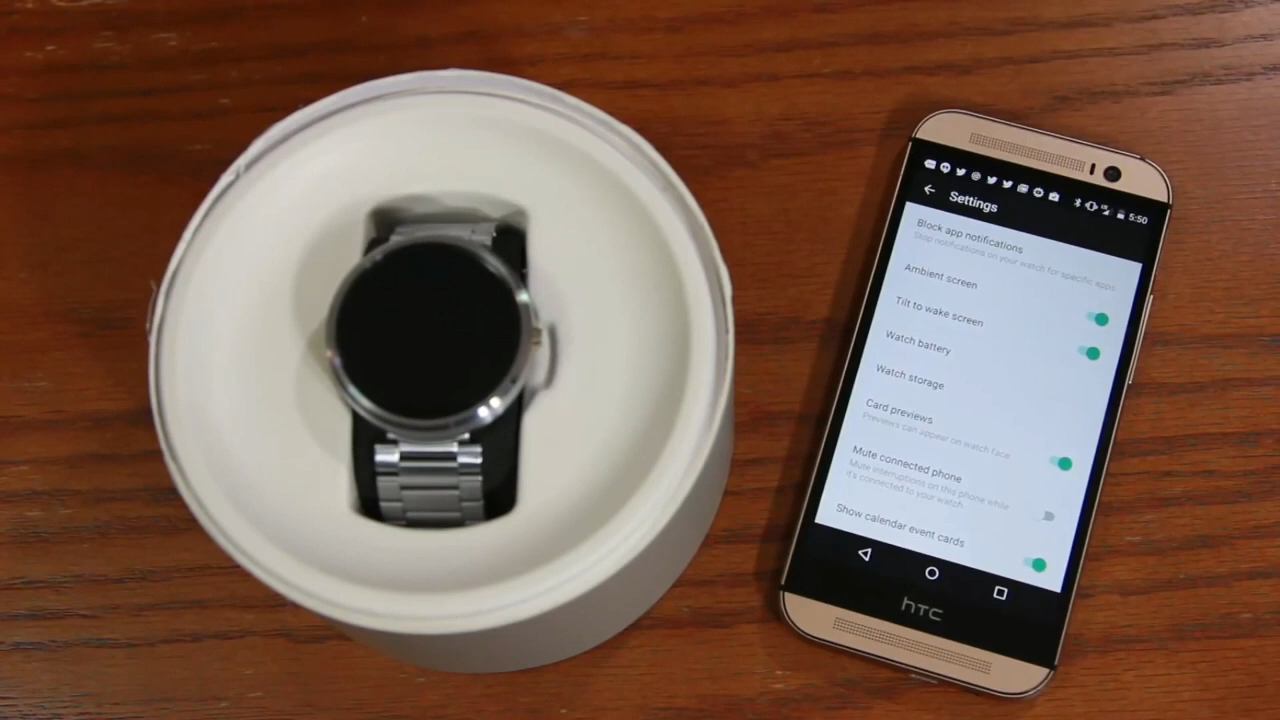 5:50
Settings
Block app notifications
Stop notifications on your watch for specific apps
Ambient screen
Tilt to wake screen
Watch battery
Watch storage
Card previews
Previews can appear on watch face
Mute connected phone
Mute interruptions on this phone while
it's connected to your watch
Show calendar event cards
hTC